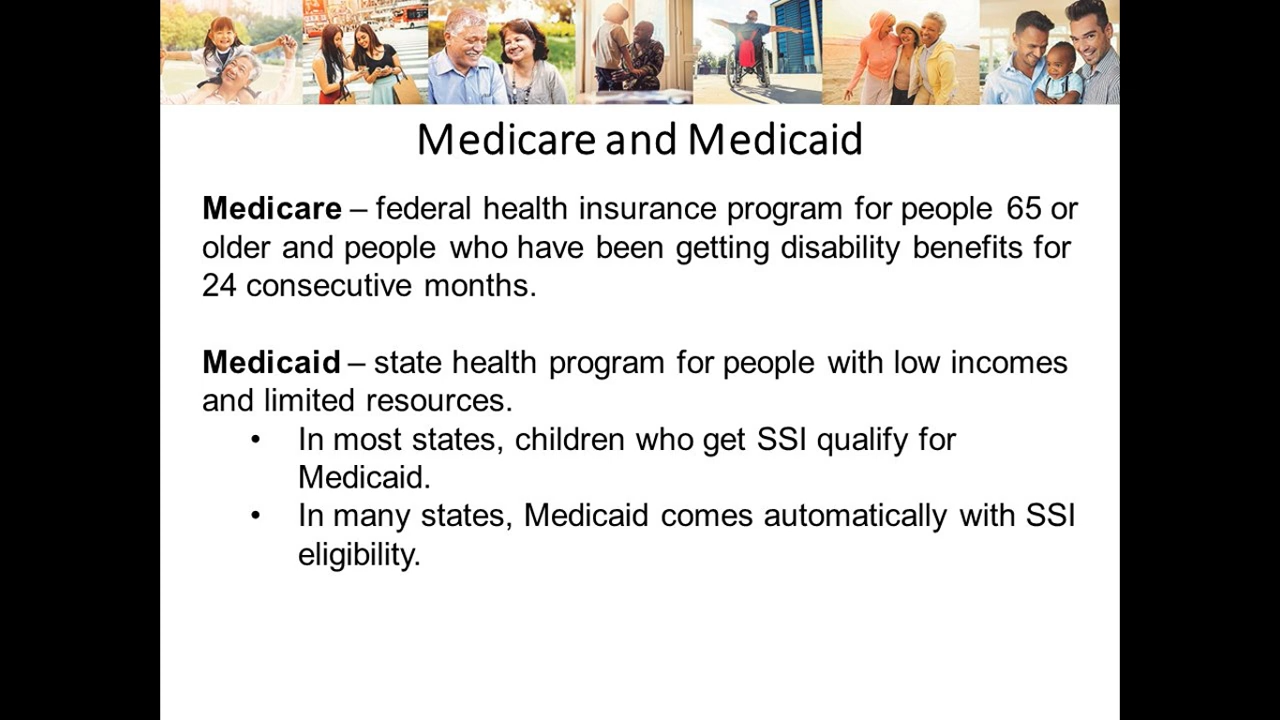 Medicare and Medicaid
Medicare – federal health insurance program for people 65 or
older and people who have been getting disability benefits for
24 consecutive months.
Medicaid – state health program for people with low incomes
and limited resources.
• In most states, children who get SSI qualify for
Medicaid.
• In many states, Medicaid comes automatically with SSI
eligibility.